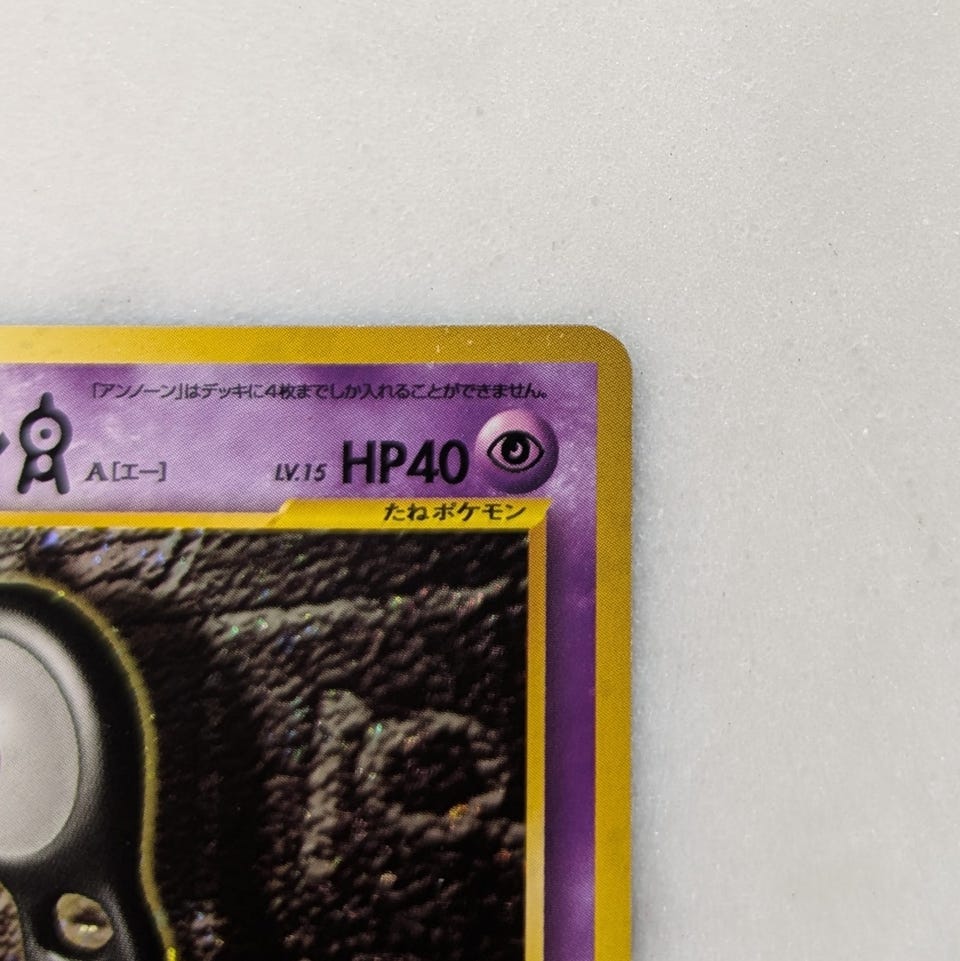 「アンノーン」はデッキに4枚までしか入れることができません。
A[エー] LV.15 HP40
たねポケモン